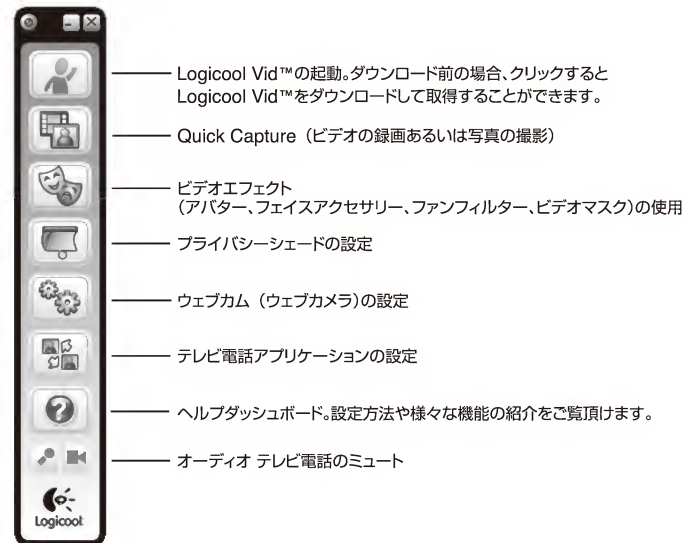 Logicool Vid™の起動。ダウンロード前の場合、クリックすると
Logicool Vid™をダウンロードして取得することができます。
Quick Capture（ビデオの録画あるいは写真の撮影）
ビデオエフェクト
（アバター、フェイスアクセサリー、ファンフィルター、ビデオマスク）の使用
プライバシーシェードの設定
ウェブカム（ウェブカメラ）の設定
テレビ電話アプリケーションの設定
ヘルプダッシュボード。設定方法や様々な機能の紹介をご覧頂けます。
オーディオ テレビ電話のミュート
Logicool